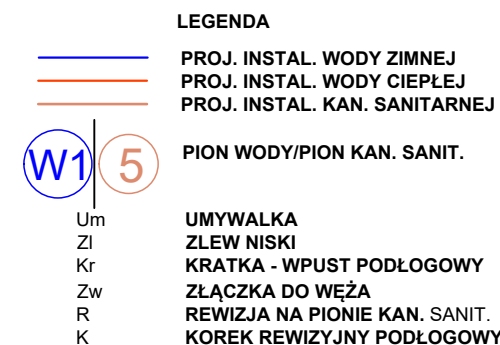 LEGENDA
PROJ. INSTAL. WODY ZIMNEJ
PROJ. INSTAL. WODY CIEPŁEJ
PROJ. INSTAL. KAN. SANITARNEJ
W1 5 PION WODY/PION KAN. SANIT.
Um UMYWALKA
Zl ZLEW NISKI
Kr KRATKA - WPUST PODŁOGOWY
Zw ZŁĄCZKA DO WĘŻA
R REWIZJA NA PIONIE KAN. SANIT.
K KOREK REWIZYJNY PODŁOGOWY